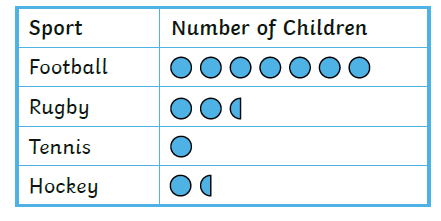 Sport Number of Children
Football
Rugby
Tennis
Hockey